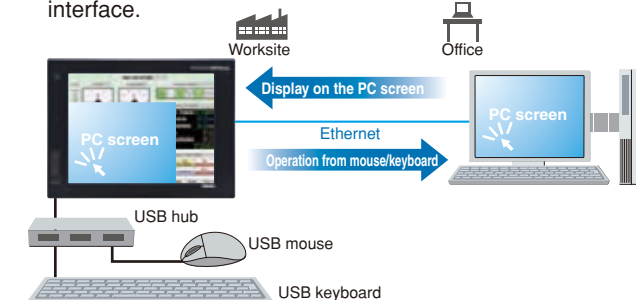 interface.
Worksite
Office
Display on the PC screen
PC screen
PC screen
Ethernet
Operation from mouse/keyboard
USB hub
USB mouse
USB keyboard